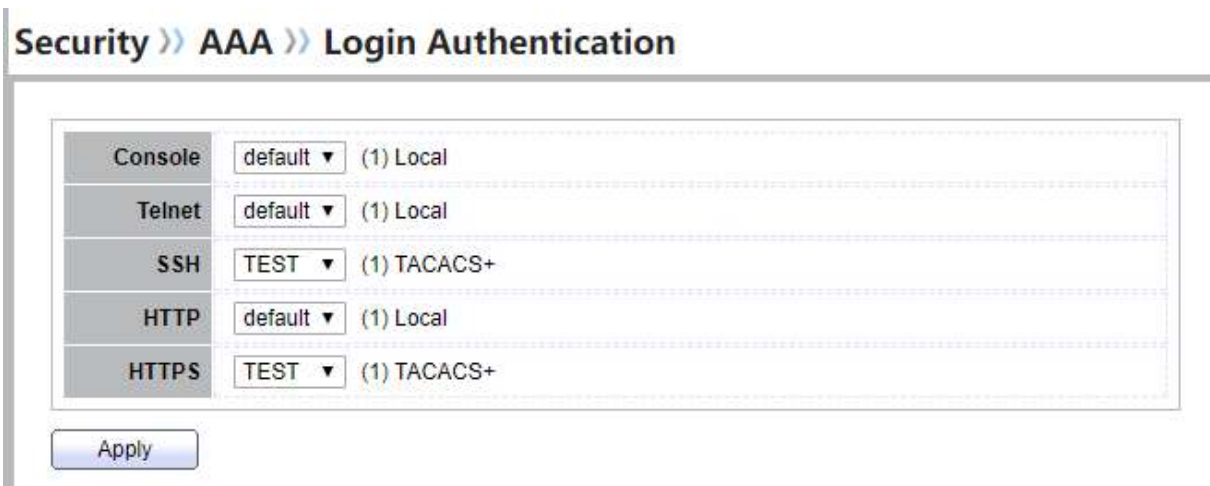 Security » AAA » Login Authentication
Console default ▼ (1) Local
Telnet default ▼ (1) Local
SSH TEST ▼ (1) TACACS+
HTTP default ▼ (1) Local
HTTPS TEST ▼ (1) TACACS+
Apply